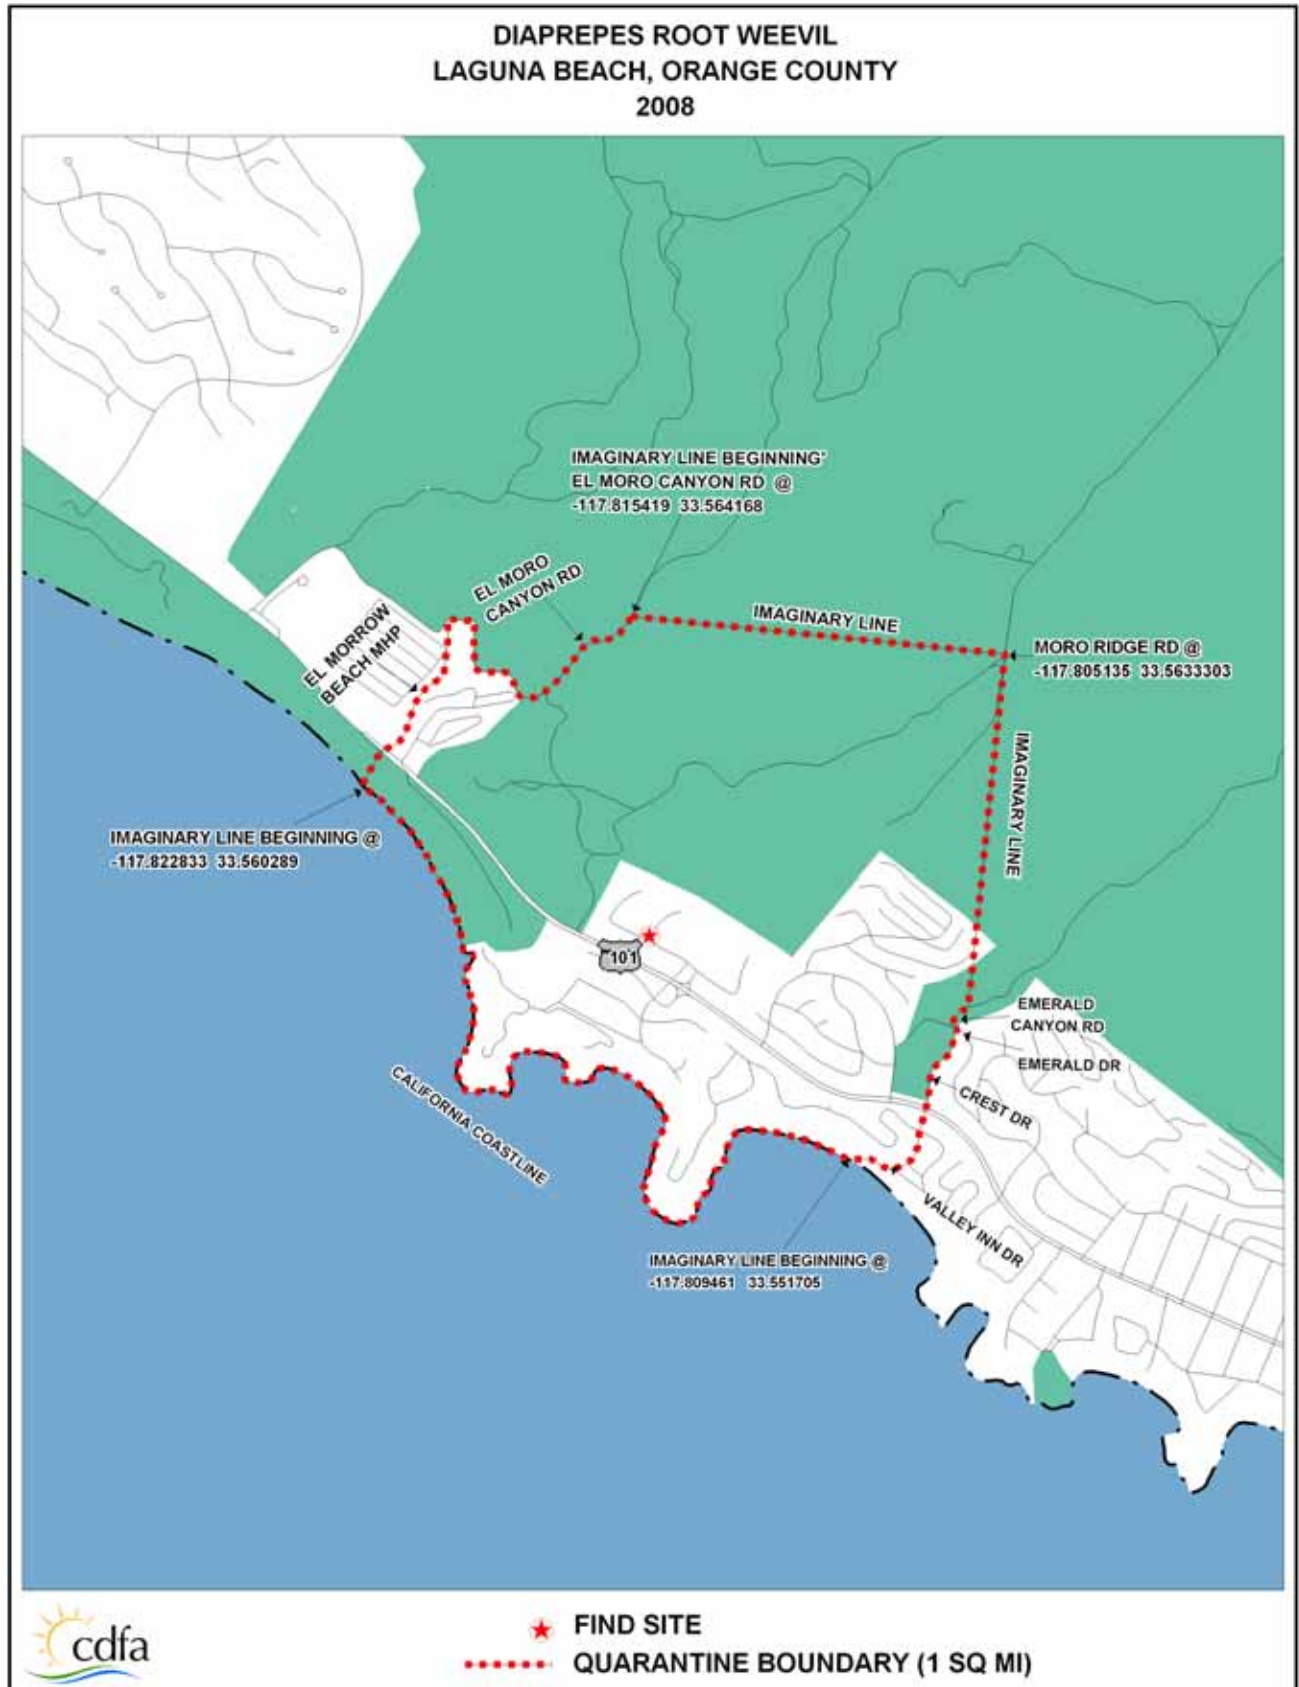 DIAPREPES ROOT WEEVIL
LAGUNA BEACH, ORANGE COUNTY
2008
IMAGINARY LINE BEGINNING'
EL MORO CANYON RD @
-117.815419 33.564168
EL MORO
CANYON RD
IMAGINARY LINE
EL MORROW
BEACH MHP
MORO RIDGE RD @
-117.805135 33.5633303
IMAGINARY LINE
IMAGINARY LINE BEGINNING @
-117.822833 33.560289
101
EMERALD
CANYON RD
EMERALD DR
CREST DR
CALIFORNIA COASTLINE
VALLEY INN DR
IMAGINARY LINE BEGINNING @
-117.809461 33.551705
cdfa
FIND SITE
QUARANTINE BOUNDARY (1 SQ MI)